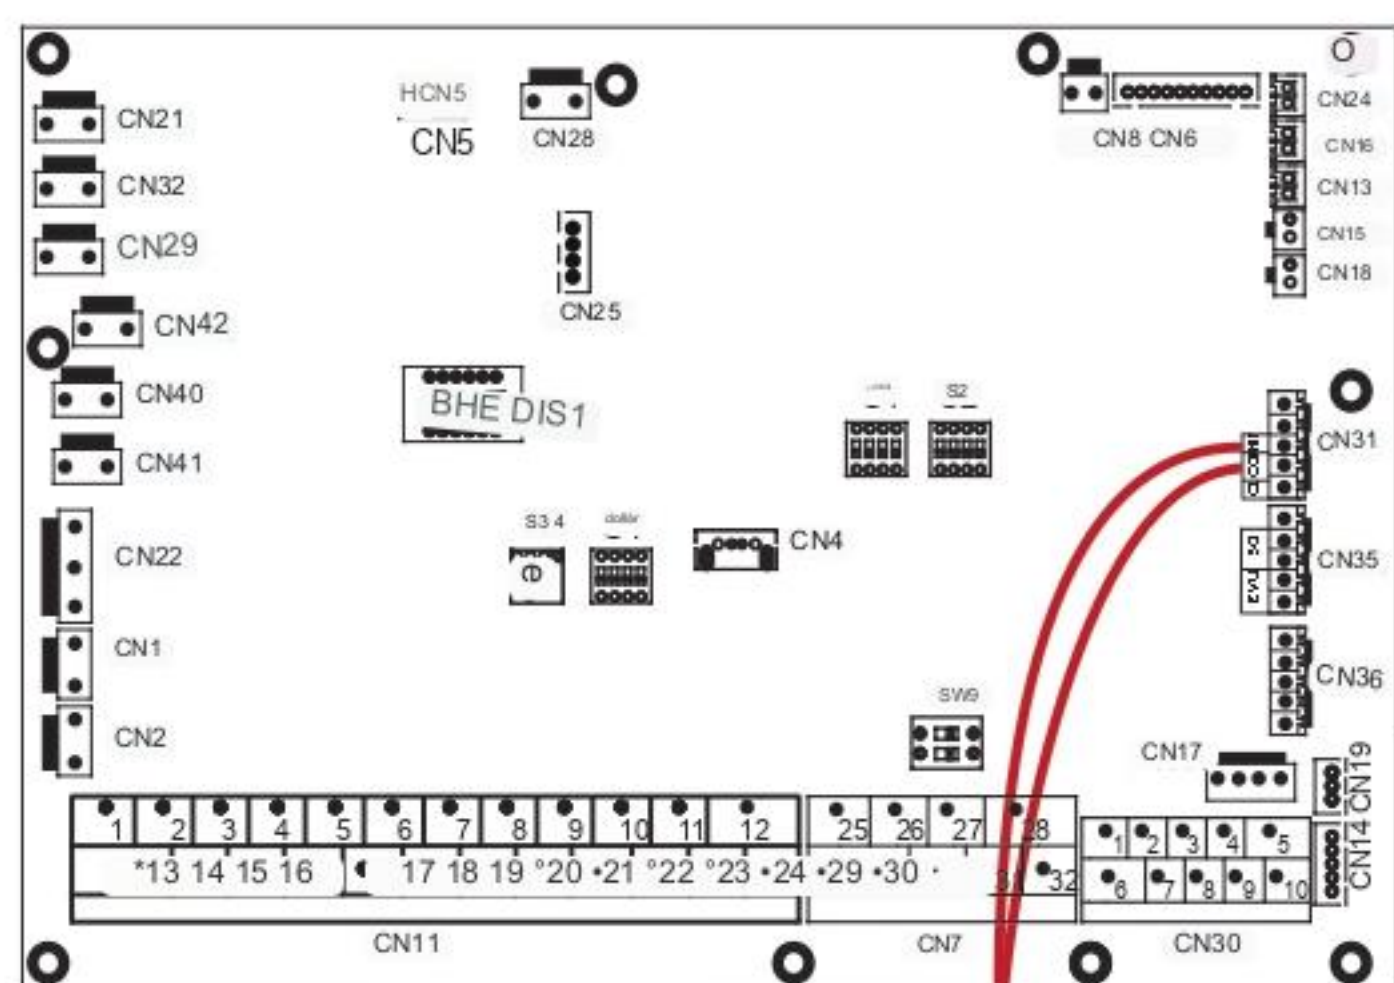 O
HCN5
CN5
CN28
CN8 CN6
CN24
CN16
CN13
CN15
CN18
CN21
CN32
CN29
CN42
CN40
CN41
CN22
CN1
CN2
CN25
BHE DIS1
S2
S3 4
dollar
e
CN4
CN31
CN35
CN36
SW9
CN17
CN19
CN14
1 2 3 4 5 6 7 8 9 10 11 12
*13 14 15 16 17 18 19 °20 •21 °22 °23 •24 •29 •30 ·
25 26 27 28
31 32
1 2 3 4 5
6 7 8 9 10
CN11
CN7
CN30